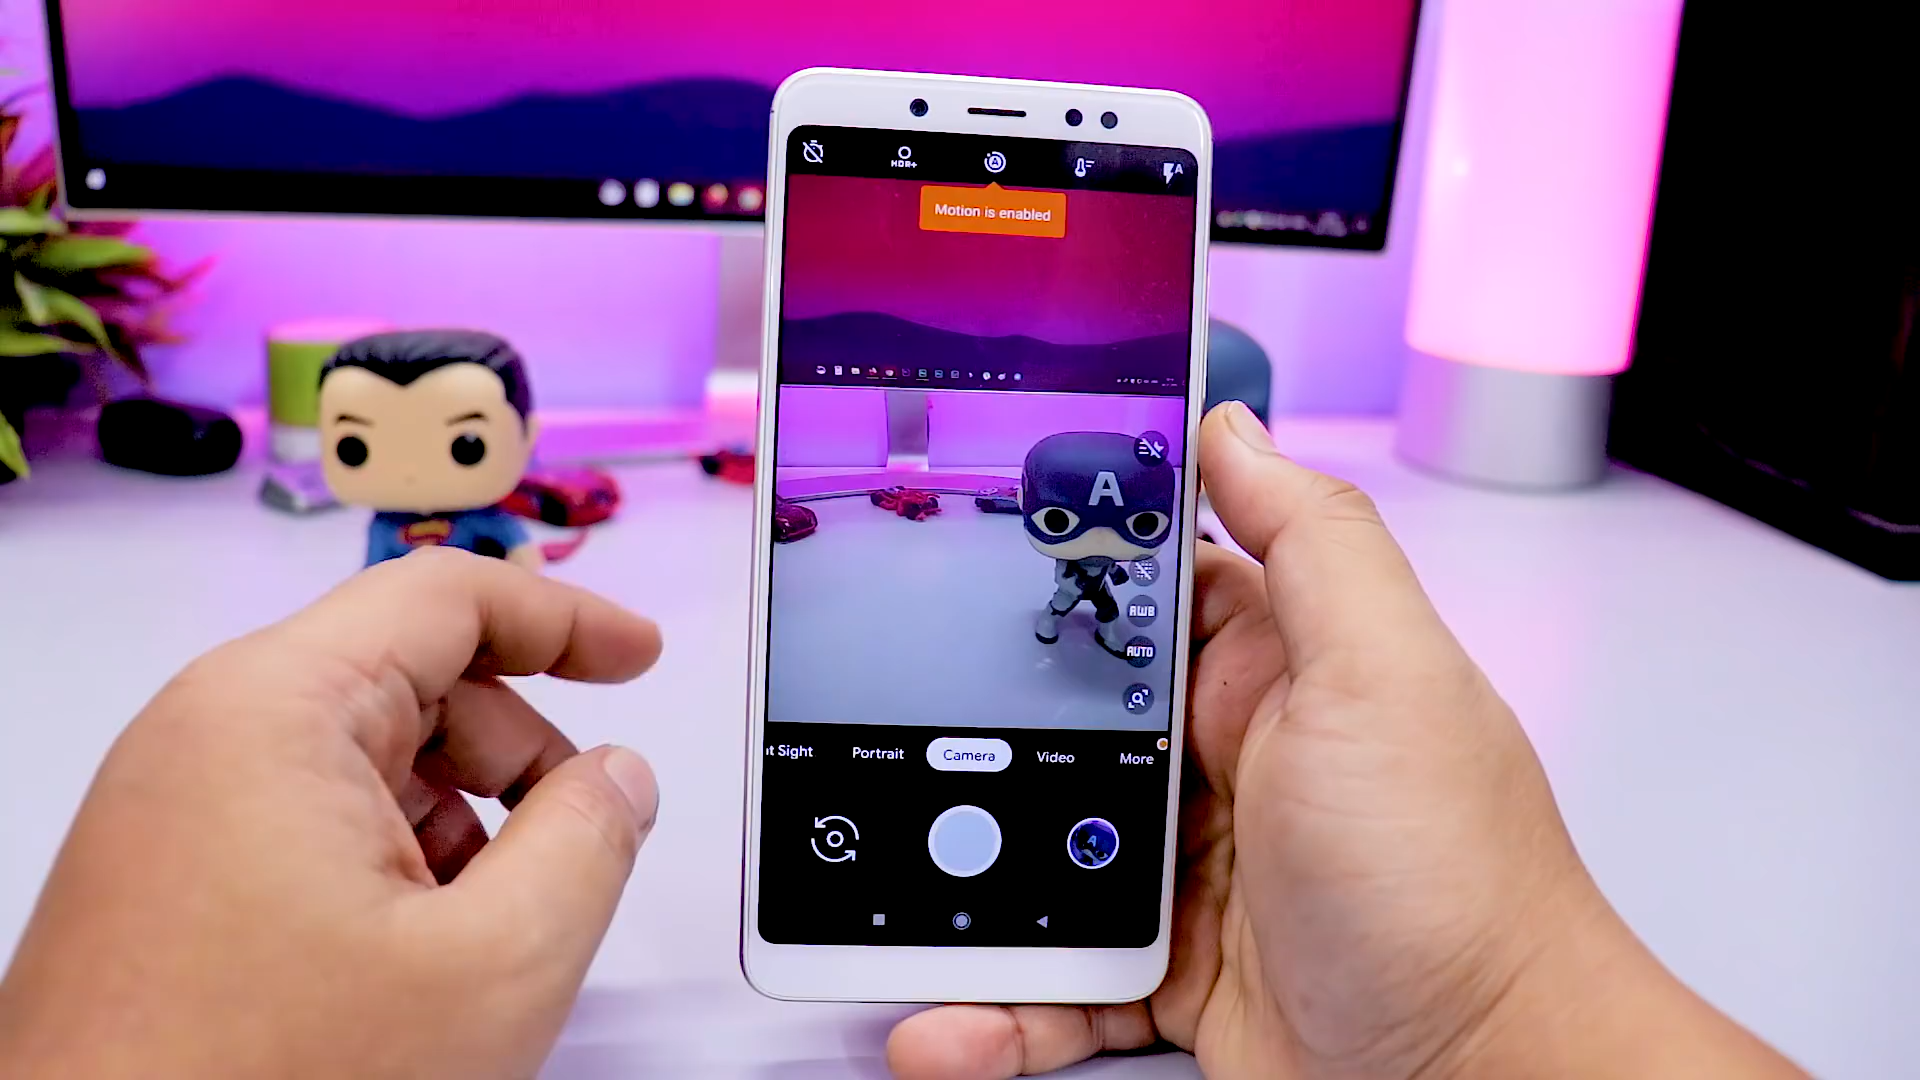 HDR+
A
A
Motion is enabled
A
AWB
AUTO
t Sight
Portrait
Camera
Video
More
A